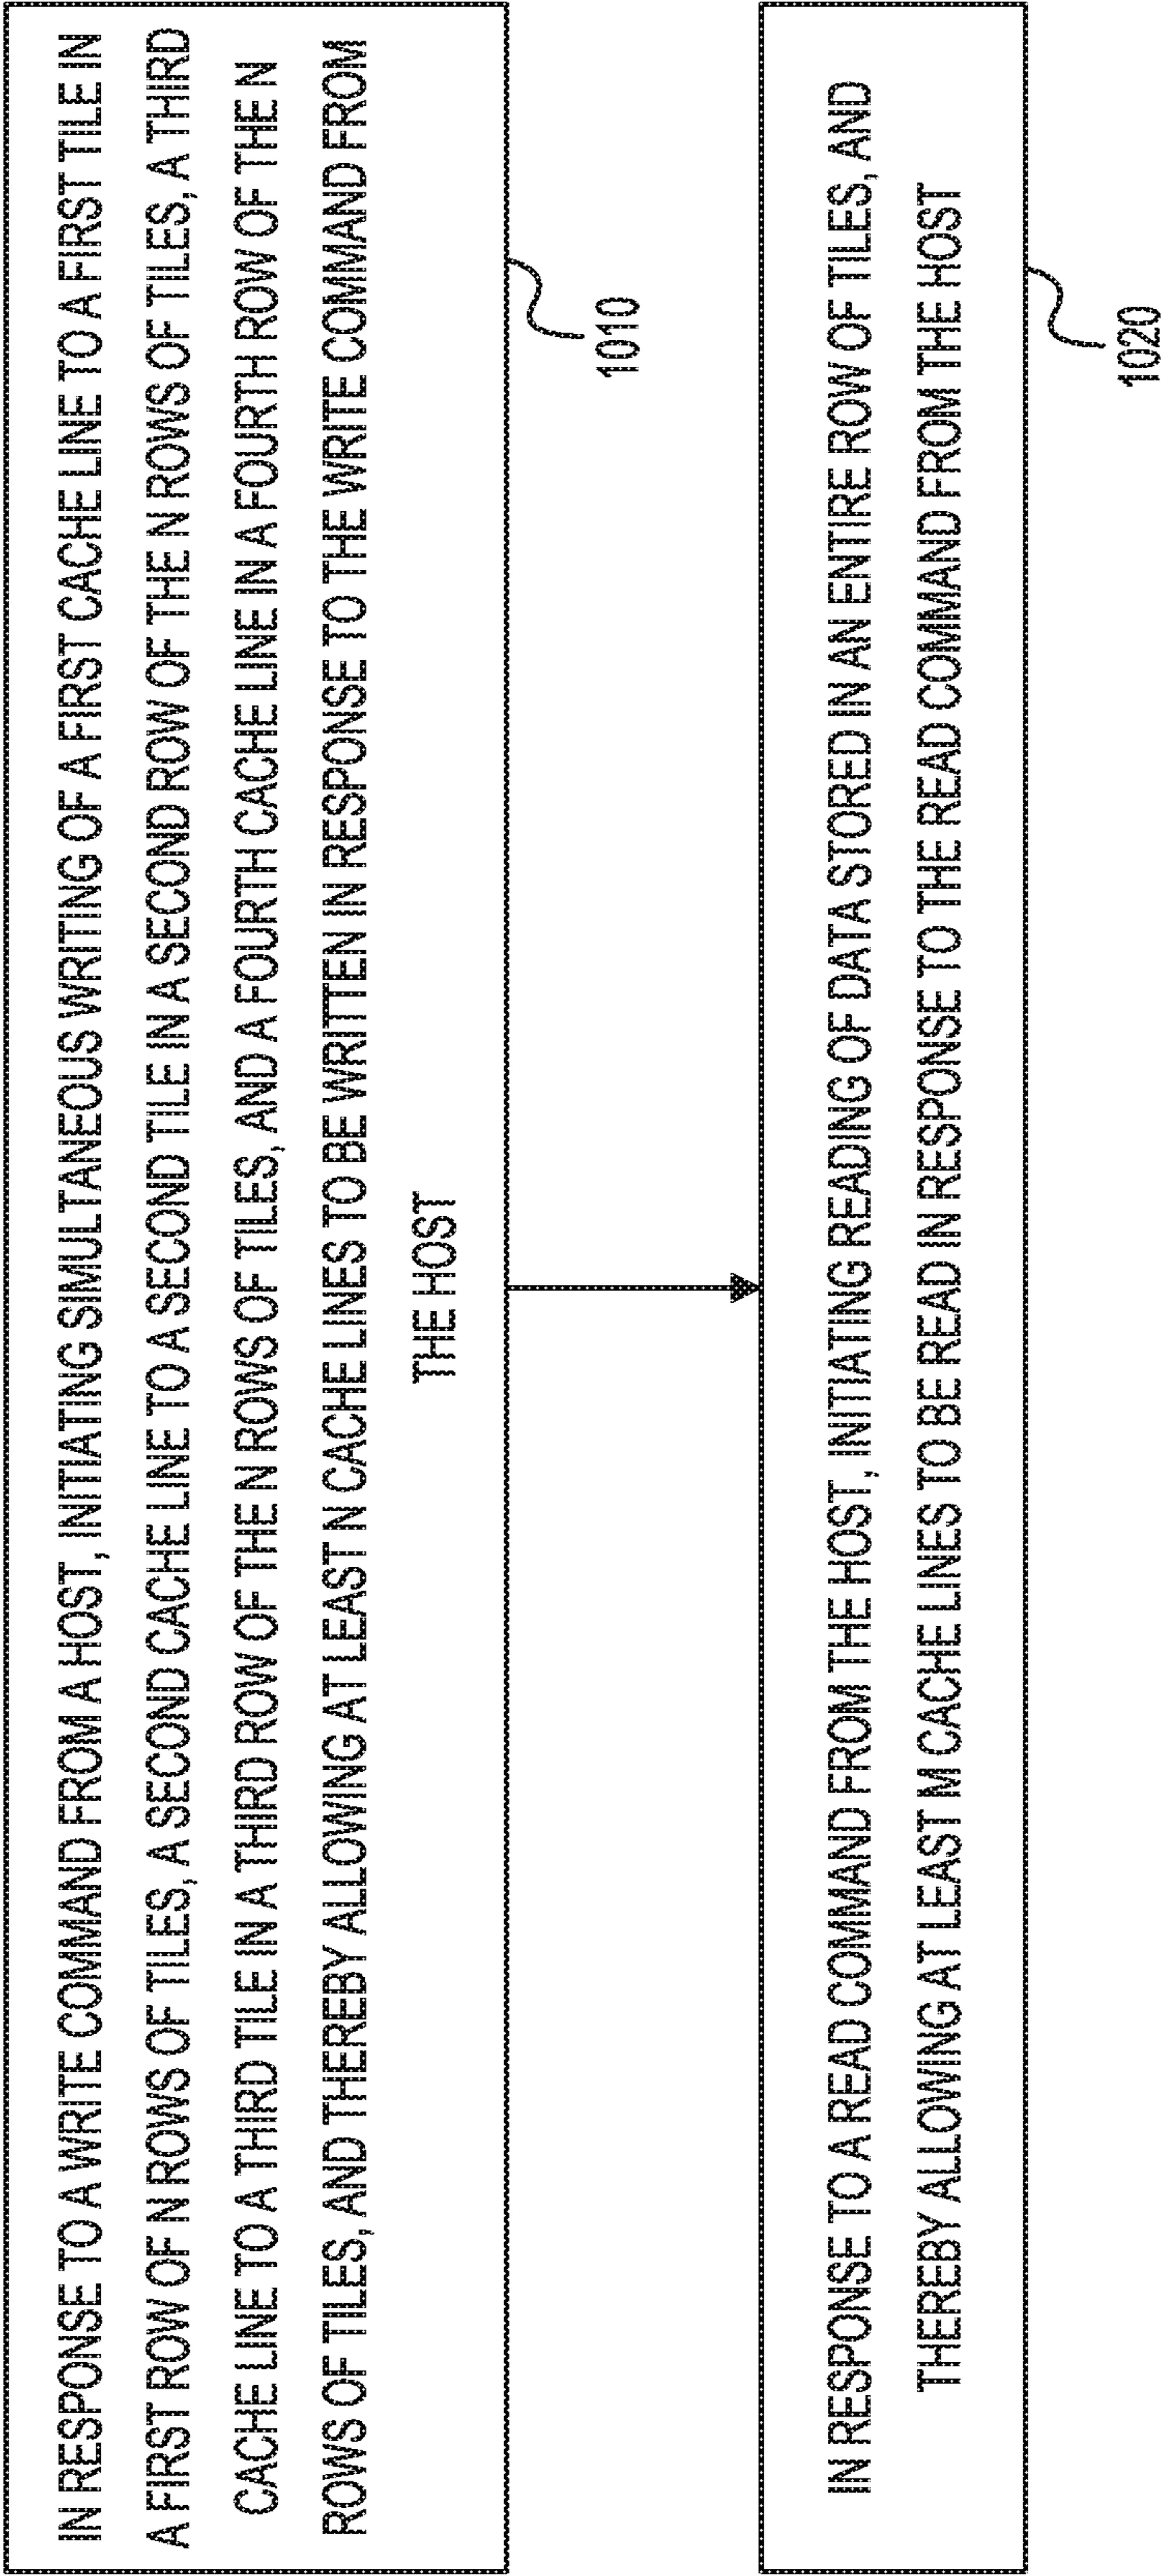 IN RESPONSE TO A WRITE COMMAND FROM A HOST, INITIATING SIMULTANEOUS WRITING OF A FIRST CACHE LINE TO A FIRST TILE IN
A FIRST ROW OF N ROWS OF TILES, A SECOND CACHE LINE TO A SECOND TILE IN A SECOND ROW OF THE N ROWS OF TILES, A THIRD
CACHE LINE TO A THIRD TILE IN A THIRD ROW OF THE N ROWS OF TILES, AND A FOURTH CACHE LINE IN A FOURTH ROW OF THE N
ROWS OF TILES, AND THEREBY ALLOWING AT LEAST N CACHE LINES TO BE WRITTEN IN RESPONSE TO THE WRITE COMMAND FROM
THE HOST
1010
IN RESPONSE TO A READ COMMAND FROM THE HOST, INITIATING READING OF DATA STORED IN AN ENTIRE ROW OF TILES, AND
THEREBY ALLOWING AT LEAST M CACHE LINES TO BE READ IN RESPONSE TO THE READ COMMAND FROM THE HOST
1020